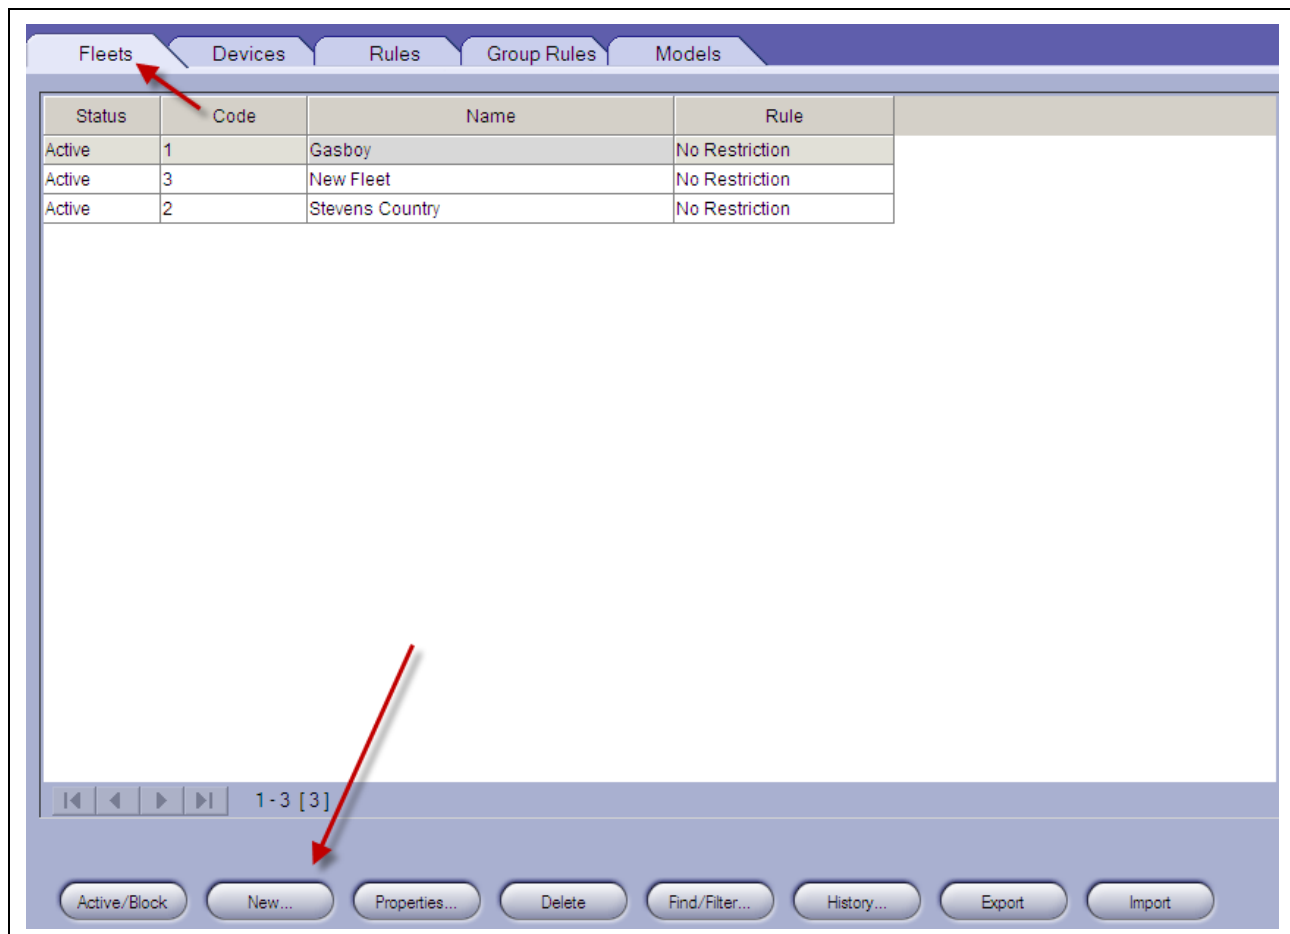 Fleets Devices Rules Group Rules Models
Status Code Name Rule
Active 1 Gasboy No Restriction
Active 3 New Fleet No Restriction
Active 2 Stevens Country No Restriction
1 - 3 [ 3 ]
Active/Block New... Properties... Delete Find/Filter... History... Export Import